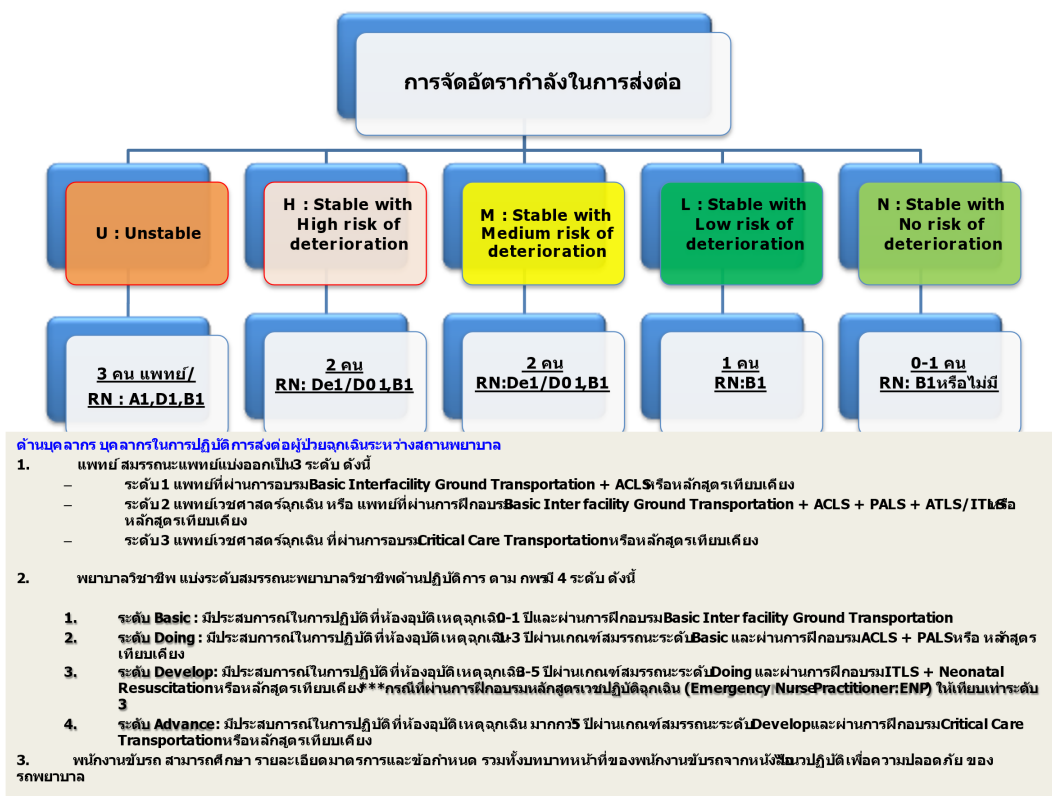 การจัดอัตรากำลังในการส่งต่อ
U : Unstable
H : Stable with
High risk of
deterioration
M : Stable with
Medium risk of
deterioration
L : Stable with
Low risk of
deterioration
N : Stable with
No risk of
deterioration
3 คน แพทย์/
RN : A1,D1,B1
2 คน
RN: De1/D0 1,B1
2 คน
RN:De1/D0 1,B1
1 คน
RN:B1
0-1 คน
RN: B1หรือไม่มี
ด้านบุคลากร บุคลากรในการปฏิบัติการส่งต่อผู้ป่วยฉุกเฉินระหว่างสถานพยาบาล
1. แพทย์ สมรรถนะแพทย์แบ่งออกเป็น3 ระดับ ดังนี้
– ระดับ 1 แพทย์ที่ผ่านการอบรมBasic Interfacility Ground Transportation + ACLSหรือหลักสูตรเทียบเคียง
– ระดับ 2 แพทย์เวชศาสตร์ฉุกเฉิน หรือ แพทย์ที่ผ่านการฝึกอบรมBasic Inter facility Ground Transportation + ACLS + PALS + ATLS/ITLSหรือ
หลักสูตรเทียบเคียง
– ระดับ 3 แพทย์เวชศาสตร์ฉุกเฉิน ที่ผ่านการอบรมCritical Care Transportationหรือหลักสูตรเทียบเคียง
2. พยาบาลวิชาชีพ แบ่งระดับสมรรถนะพยาบาลวิชาชีพด้านปฏิบัติการ ตาม กพรมี 4 ระดับ ดังนี้
1. ระดับ Basic : มีประสบการณ์ในการปฏิบัติที่ห้องอุบัติเหตุฉุกเฉิน0-1 ปีและผ่านการฝึกอบรมBasic Inter facility Ground Transportation
2. ระดับ Doing : มีประสบการณ์ในการปฏิบัติที่ห้องอุบัติเหตุฉุกเฉิน1-3 ปีผ่านเกณฑ์สมรรถนะระดับBasic และผ่านการฝึกอบรมACLS + PALSหรือ หลักสูตร
เทียบเคียง
3. ระดับ Develop: มีประสบการณ์ในการปฏิบัติที่ห้องอุบัติเหตุฉุกเฉิน3-5 ปีผ่านเกณฑ์สมรรถนะระดับDoing และผ่านการฝึกอบรมITLS + Neonatal
Resuscitationหรือหลักสูตรเทียบเคียง***กรณีที่ผ่านการฝึกอบรมหลักสูตรเวชปฏิบัติฉุกเฉิน (Emergency NursePractitioner:ENP) ให้เทียบเท่าระดับ
3
4. ระดับ Advance: มีประสบการณ์ในการปฏิบัติที่ห้องอุบัติเหตุฉุกเฉิน มากกว่า5 ปีผ่านเกณฑ์สมรรถนะระดับDevelopและผ่านการฝึกอบรมCritical Care
Transportationหรือหลักสูตรเทียบเคียง
3. พนักงานขับรถ สามารถศึกษา รายละเอียดมาตรการและข้อกำหนด รวมทั้งบทบาทหน้าที่ของพนักงานขับรถจากหนังสือแนวปฏิบัติเพื่อความปลอดภัย ของ
รถพยาบาล